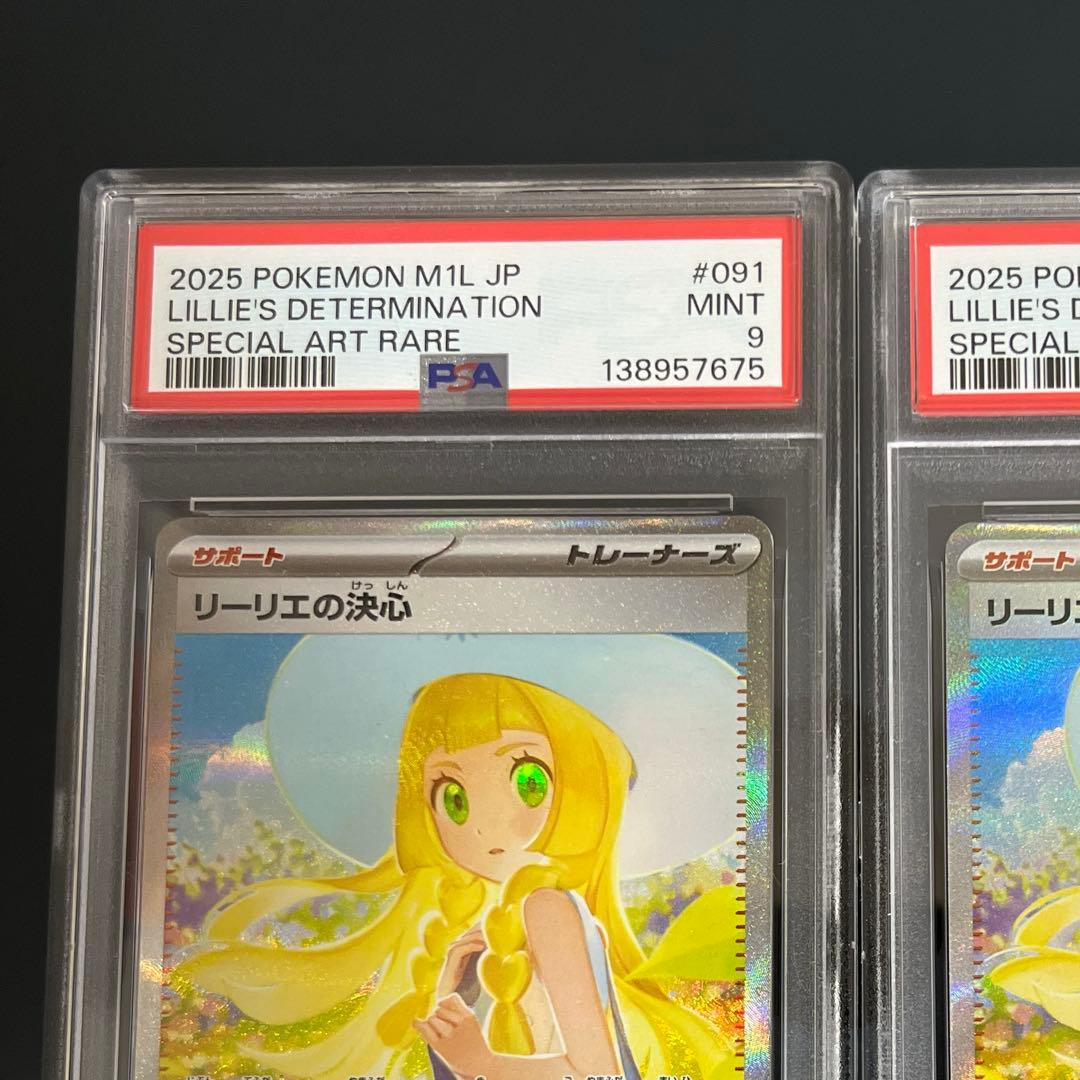 2025 POKEMON M1L JP #091
LILLIE'S DETERMINATION MINT
SPECIAL ART RARE 9
PSA 138957675
サポート トレーナーズ
けっ しん
リーリエの決心
2025 PO
LILLIE'S
SPECIAL
サポート
リーリ